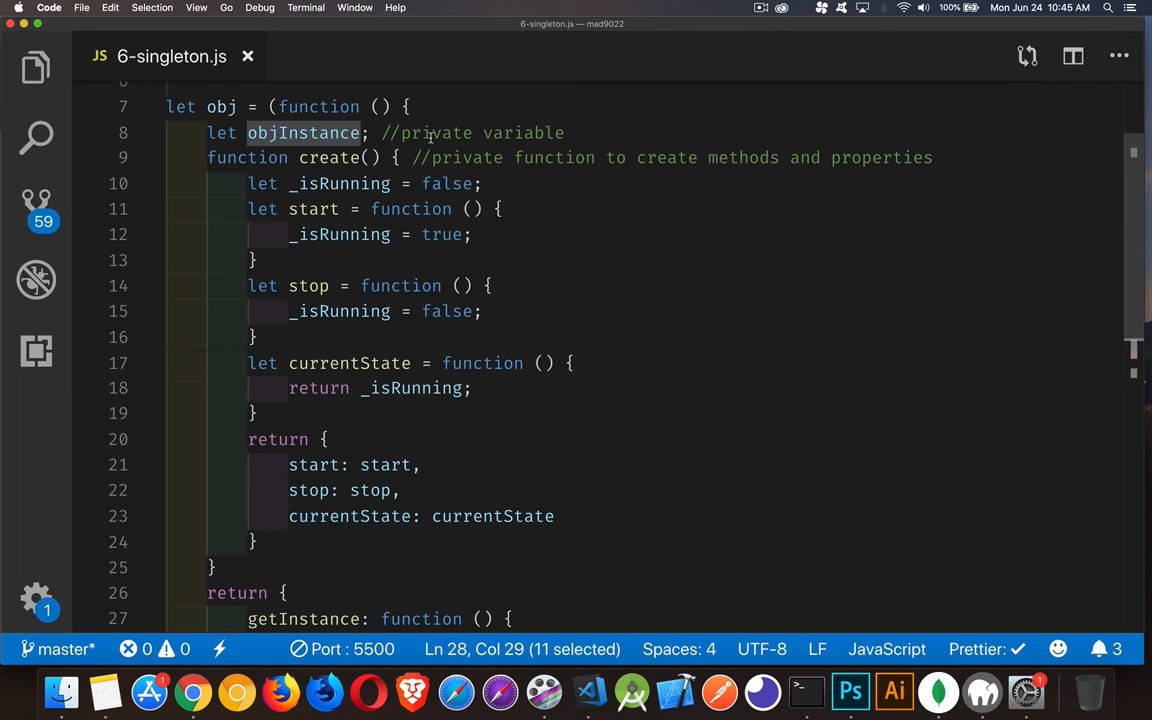 Code File Edit Selection View Go Debug Terminal Window Help 100% Mon Jun 24 10:45 AM
6-singleton.js — mad9022
JS 6-singleton.js
7 let obj = (function () {
8 let objInstance; //private variable
9 function create() { //private function to create methods and properties
10 let _isRunning = false;
11 let start = function () {
12 _isRunning = true;
13 }
14 let stop = function () {
15 _isRunning = false;
16 }
17 let currentState = function () {
18 return _isRunning;
19 }
20 return {
21 start: start,
22 stop: stop,
23 currentState: currentState
24 }
25 }
26 return {
27 getInstance: function () {
59
1
master* 0 0 Port : 5500 Ln 28, Col 29 (11 selected) Spaces: 4 UTF-8 LF JavaScript Prettier: ✓ 3
1 >_ Ps Ai 1